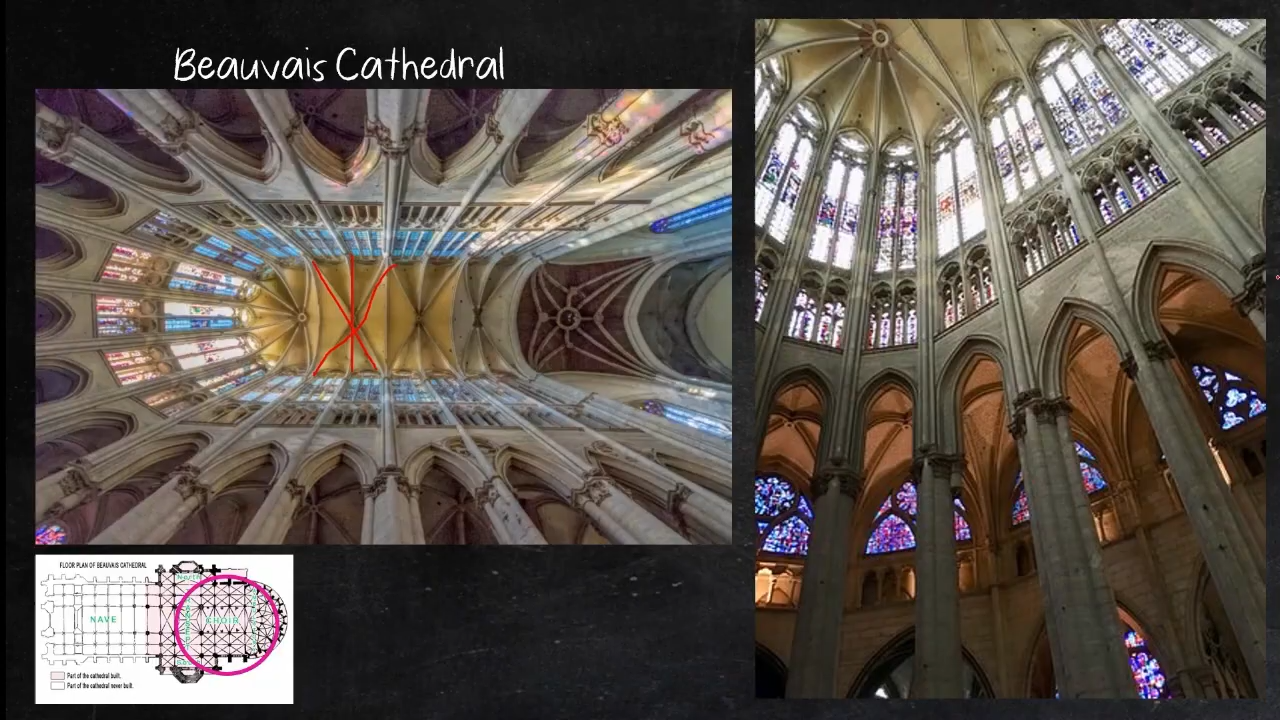 Beauvais Cathedral
FLOOR PLAN OF BEAUVAIS CATHEDRAL
North
NAVE
CHOIR
Part of the cathedral built.
Part of the cathedral never built.